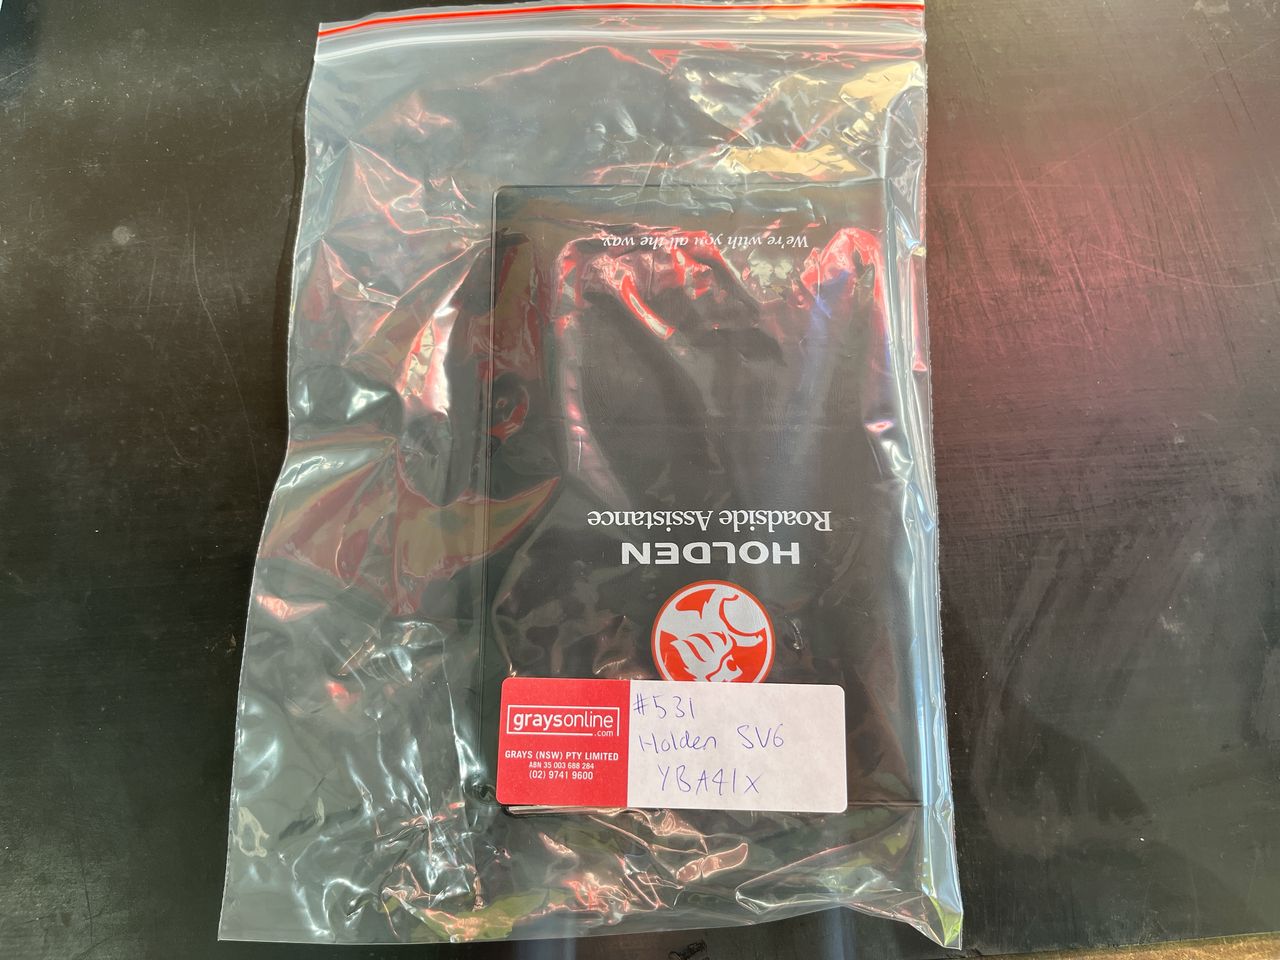 We're with you all the way.
Roadside Assistance
HOLDEN
graysonline
.com
GRAYS (NSW) PTY LIMITED
ABN 35 003 688 284
(02) 9741 9600
#531
Holden SV6
YBA41X